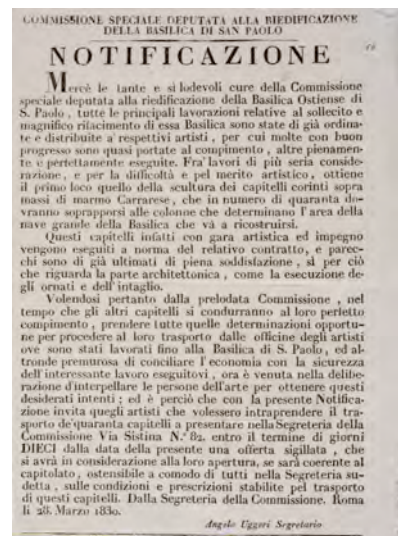 COMMISSIONE SPECIALE DEPUTATA ALLA RIEDIFICAZIONE
DELLA BASILICA DI SAN PAOLO
NOTIFICAZIONE
Mercè le tante e sì lodevoli cure della Commissione
speciale deputata alla riedificazione della Basilica Ostiense di
S. Paolo, tutte le principali lavorazioni relative al sollecito e
magnifico rifacimento di essa Basilica sono state di già ordina-
te e distribuite a' respettivi artisti, per cui molte con buon
progresso sono quasi portate al compimento, altre pienamen-
te e perfettamente eseguite. Fra' lavori di più seria conside-
razione, e per la difficoltà e pel merito artistico, ottiene
il primo loco quello della scultura dei capitelli corinti sopra
massi di marmo Carrarese, che in numero di quaranta do-
vranno soprapporsi alle colonne che determinano l'area della
nave grande della Basilica che và a ricostruirsi.
Questi capitelli infatti con gara artistica ed impegno
vengono eseguiti a norma del relativo contratto, e parec-
chi sono di già ultimati di piena soddisfazione, sì per ciò
che riguarda la parte architettonica, come la esecuzione de-
gli ornati e dell'intaglio.
Volendosi pertanto dalla prelodata Commissione, nel
tempo che gli altri capitelli si condurranno al loro perfetto
compimento, prendere tutte quelle determinazioni opportu-
ne per procedere al loro trasporto dalle officine degli artisti
ove sono stati lavorati fino alla Basilica di S. Paolo, ed al-
tronde premurosa di conciliare l'economia con la sicurezza
dell'interessante lavoro eseguitovi, ora è venuta nella delibe-
razione d'interpellare le persone dell'arte per ottenere questi
desiderati intenti; ed è perciò che con la presente Notifica-
zione invita quegli artisti che volessero intraprendere il tra-
sporto de' quaranta capitelli a presentare nella Segreteria della
Commissione Via Sistina N.° 82. entro il termine di giorni
DIECI dalla data della presente una offerta sigillata, che
si avrà in considerazione alla loro apertura, se sarà coerente al
capitolato, ostensibile a comodo di tutti nella Segreteria su-
detta, sulle condizioni e prescrizioni stabilite pel trasporto
di questi capitelli. Dalla Segreteria della Commissione. Roma
li 28. Marzo 1830.
Angelo Uggeri Segretario